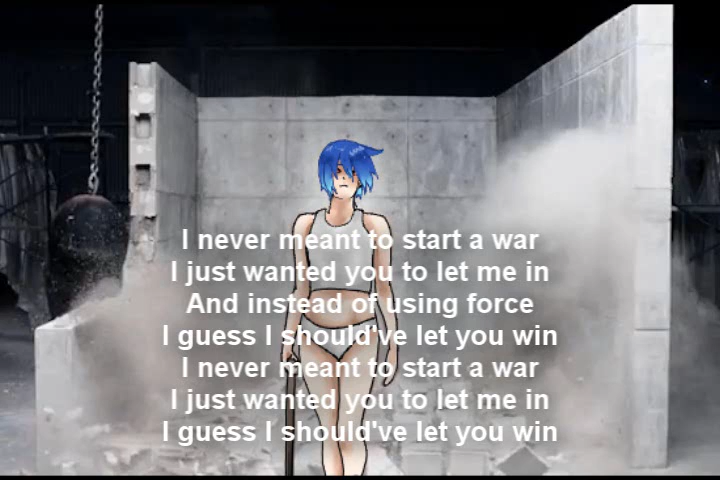 I never meant to start a war
I just wanted you to let me in
And instead of using force
I guess I should've let you win
I never meant to start a war
I just wanted you to let me in
I guess I should've let you win